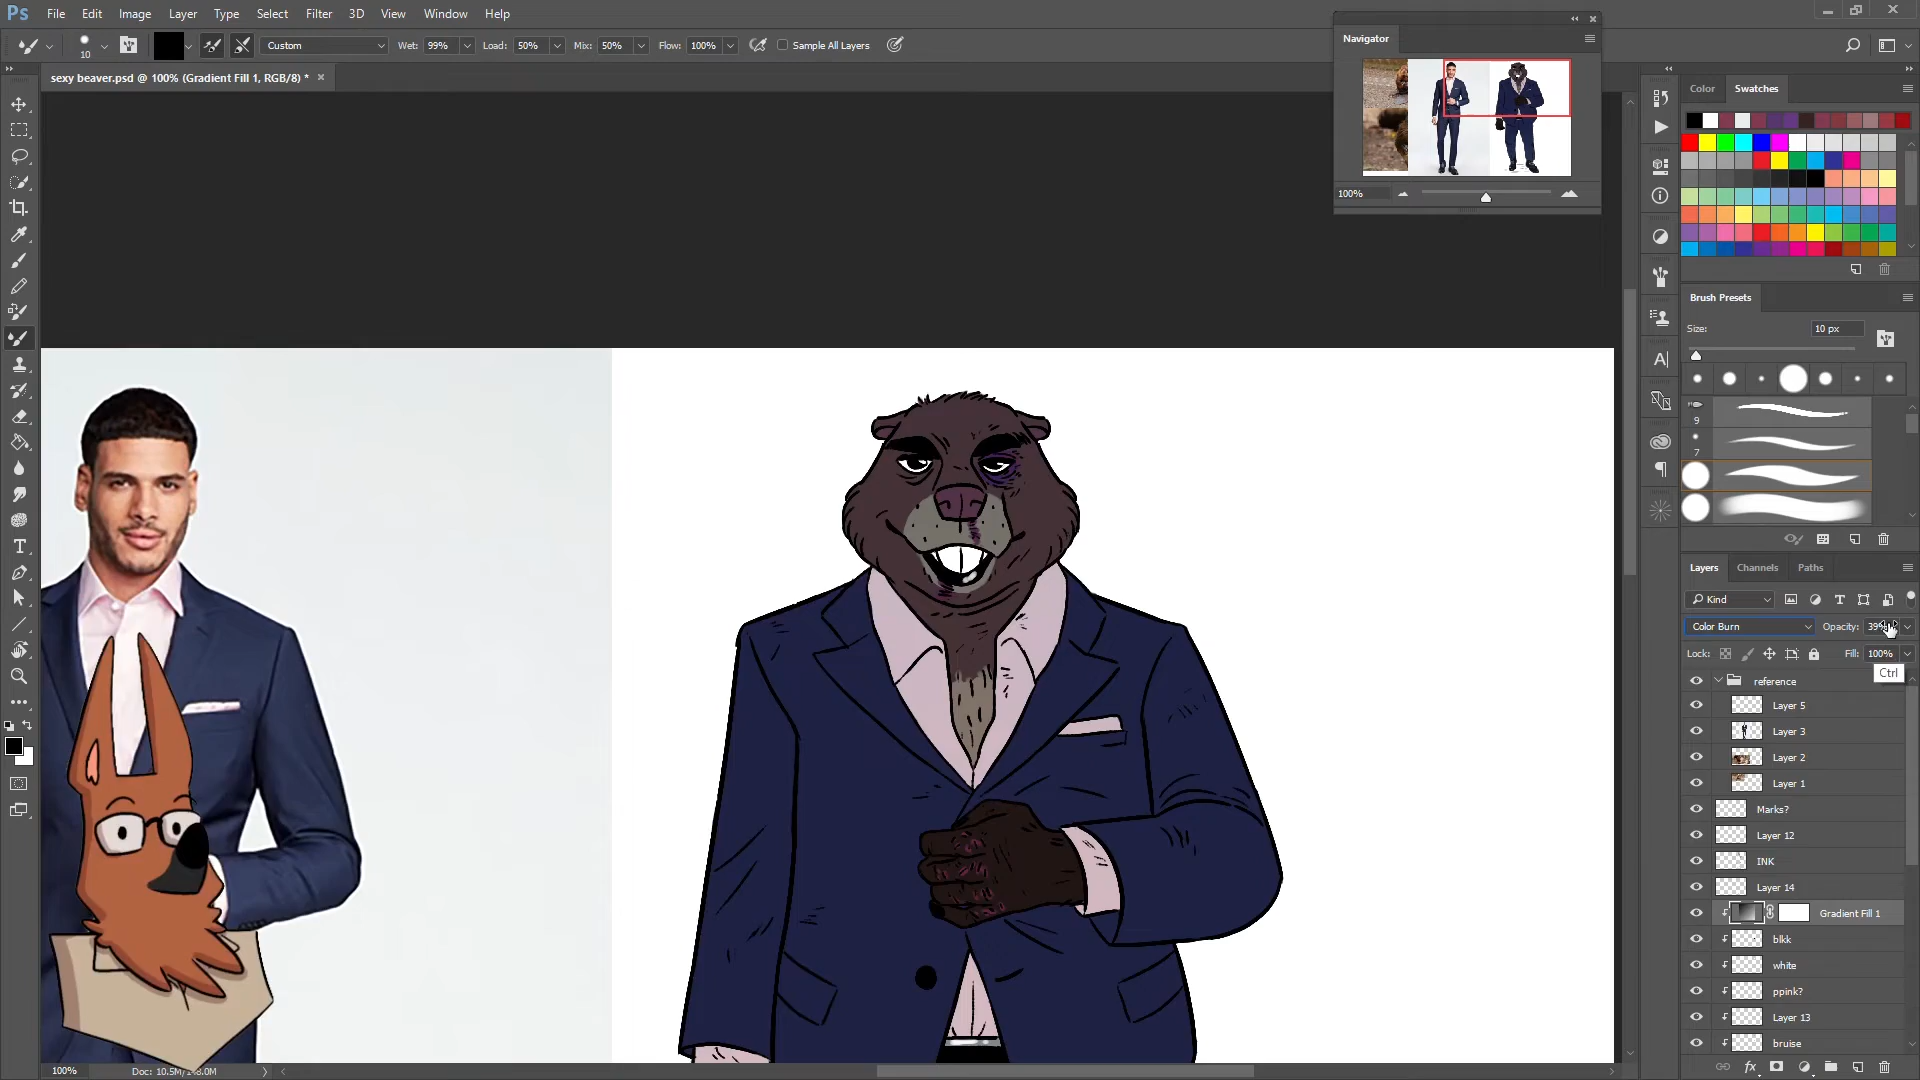 Ps File Edit Image Layer Type Select Filter 3D View Window Help
10 Custom Wet: 99% Load: 50% Mix: 50% Flow: 100% Sample All Layers
sexy beaver.psd @ 100% (Gradient Fill 1, RGB/8) *
Navigator
100%
Color Swatches
Brush Presets
Size: 10 px
9
7
Layers Channels Paths
Kind
Color Burn Opacity: 39%
Lock: Fill: 100%
Ctrl
reference
Layer 5
Layer 3
Layer 2
Layer 1
Marks?
Layer 12
INK
Layer 14
Gradient Fill 1
blkk
white
ppink?
Layer 13
bruise
100%